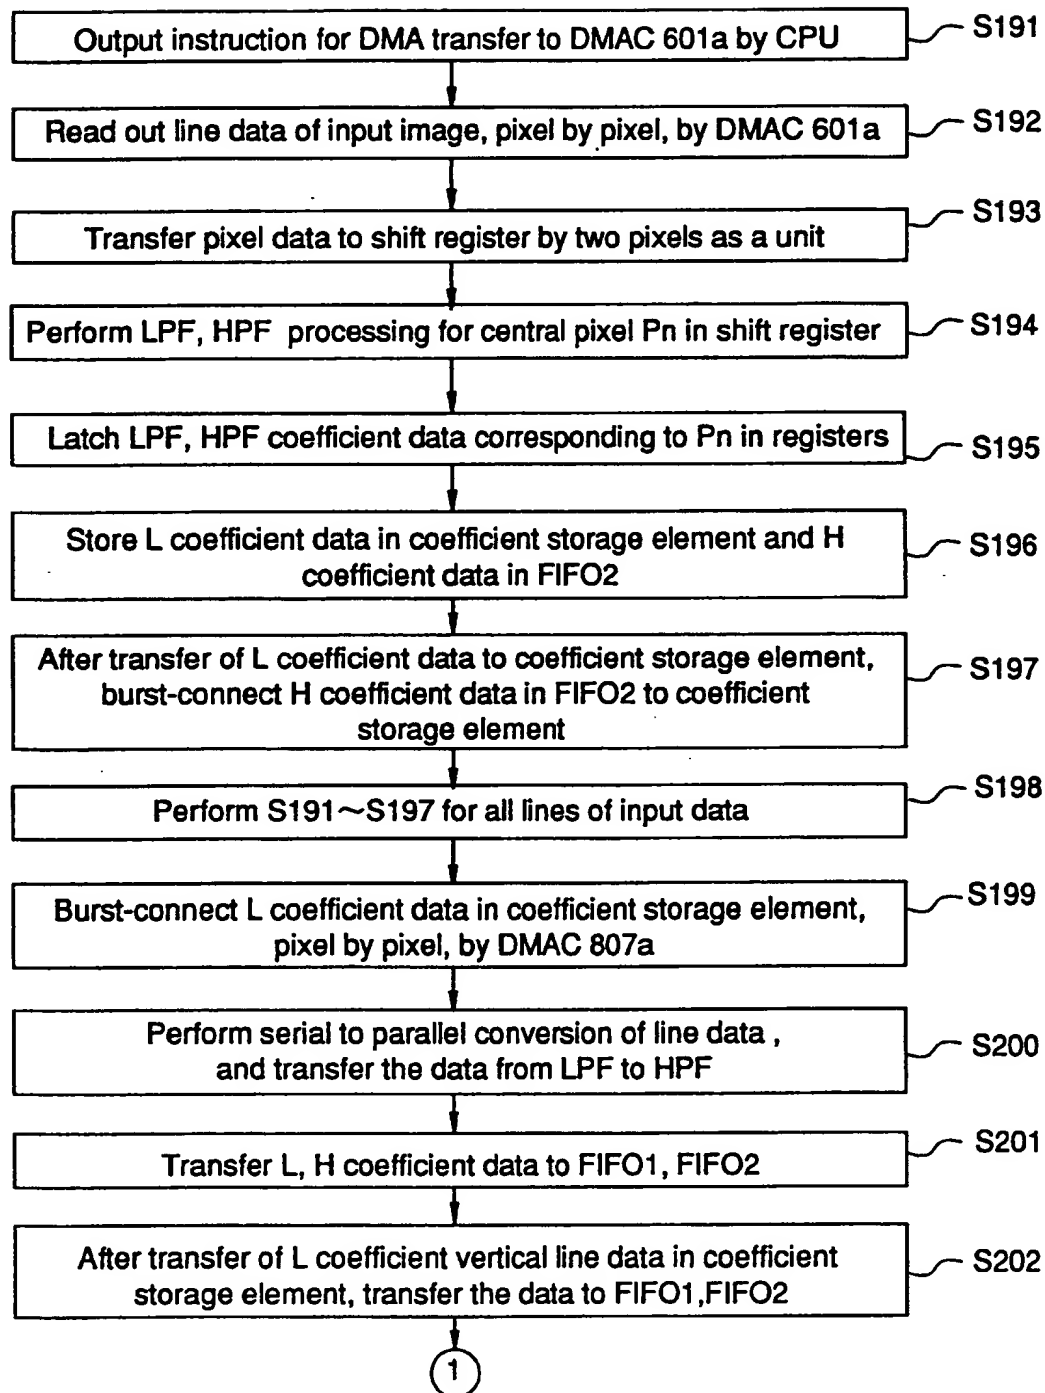 Output instruction for DMA transfer to DMAC 601a by CPU
S191
Read out line data of input image, pixel by pixel, by DMAC 601a
S192
Transfer pixel data to shift register by two pixels as a unit
S193
Perform LPF, HPF processing for central pixel Pn in shift register
S194
Latch LPF, HPF coefficient data corresponding to Pn in registers
S195
Store L coefficient data in coefficient storage element and H
coefficient data in FIFO2
S196
After transfer of L coefficient data to coefficient storage element,
burst-connect H coefficient data in FIFO2 to coefficient
storage element
S197
Perform S191~S197 for all lines of input data
S198
Burst-connect L coefficient data in coefficient storage element,
pixel by pixel, by DMAC 807a
S199
Perform serial to parallel conversion of line data ,
and transfer the data from LPF to HPF
S200
Transfer L, H coefficient data to FIFO1, FIFO2
S201
After transfer of L coefficient vertical line data in coefficient
storage element, transfer the data to FIFO1,FIFO2
S202
1